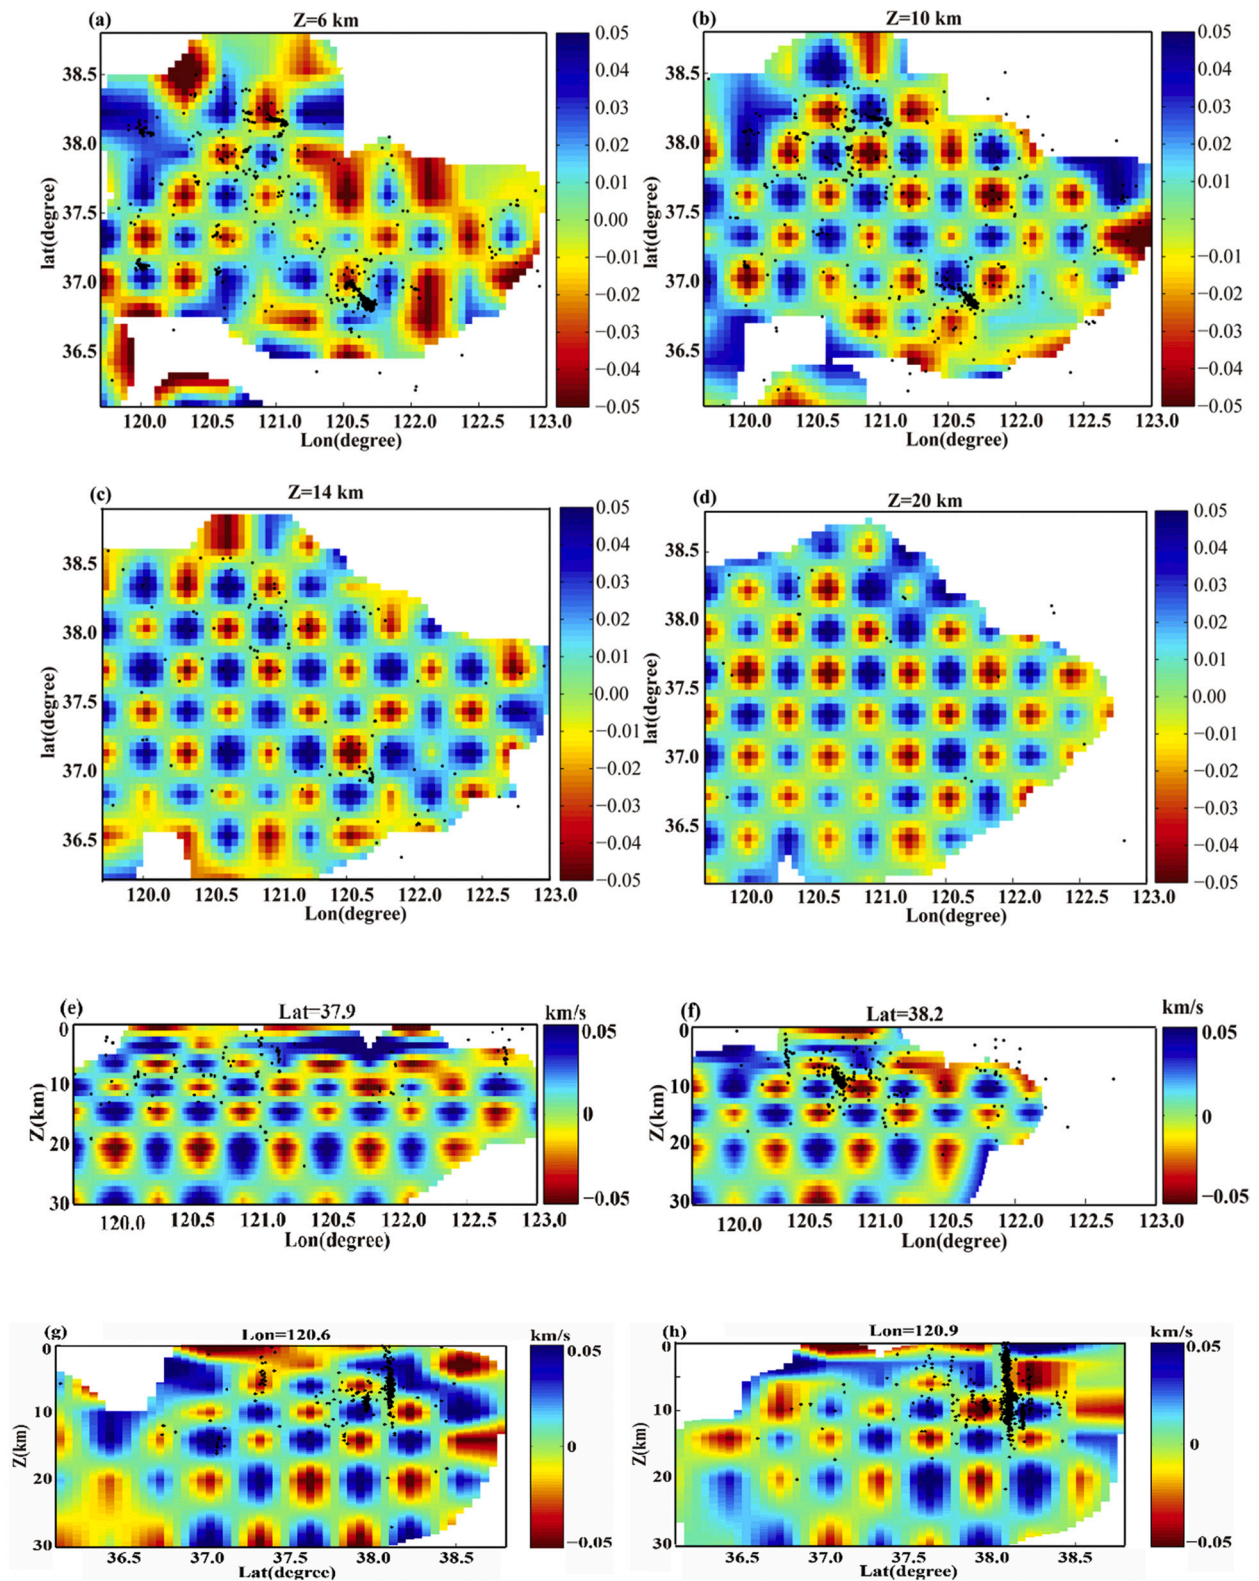 (a) Z=6 km
38.5
38.0
37.5
37.0
36.5
lat(degree)
120.0 120.5 121.0 120.5 122.0 122.5 123.0
Lon(degree)
0.05
0.04
0.03
0.02
0.01
0.00
−0.01
−0.02
−0.03
−0.04
−0.05
(b) Z=10 km
38.5
38.0
37.5
37.0
36.5
lat(degree)
120.0 120.5 121.0 120.5 122.0 122.5 123.0
Lon(degree)
0.05
0.04
0.03
0.02
0.01
0.00
−0.01
−0.02
−0.03
−0.04
−0.05
(c) Z=14 km
38.5
38.0
37.5
37.0
36.5
lat(degree)
120.0 120.5 121.0 120.5 122.0 122.5 123.0
Lon(degree)
0.05
0.04
0.03
0.02
0.01
0.00
−0.01
−0.02
−0.03
−0.04
−0.05
(d) Z=20 km
38.5
38.0
37.5
37.0
36.5
lat(degree)
120.0 120.5 121.0 120.5 122.0 122.5 123.0
Lon(degree)
0.05
0.04
0.03
0.02
0.01
0.00
−0.01
−0.02
−0.03
−0.04
−0.05
(e) Lat=37.9 km/s
0
10
20
30
Z(km)
120.0 120.5 121.0 120.5 122.0 122.5 123.0
Lon(degree)
0.05
0
−0.05
(f) Lat=38.2 km/s
0
10
20
30
Z(km)
120.0 120.5 121.0 120.5 122.0 122.5 123.0
Lon(degree)
0.05
0
−0.05
(g) Lon=120.6 km/s
0
10
20
30
Z(km)
36.5 37.0 37.5 38.0 38.5
Lat(degree)
0.05
0
−0.05
(h) Lon=120.9 km/s
0
10
20
30
Z(km)
36.5 37.0 37.5 38.0 38.5
Lat(degree)
0.05
0
−0.05